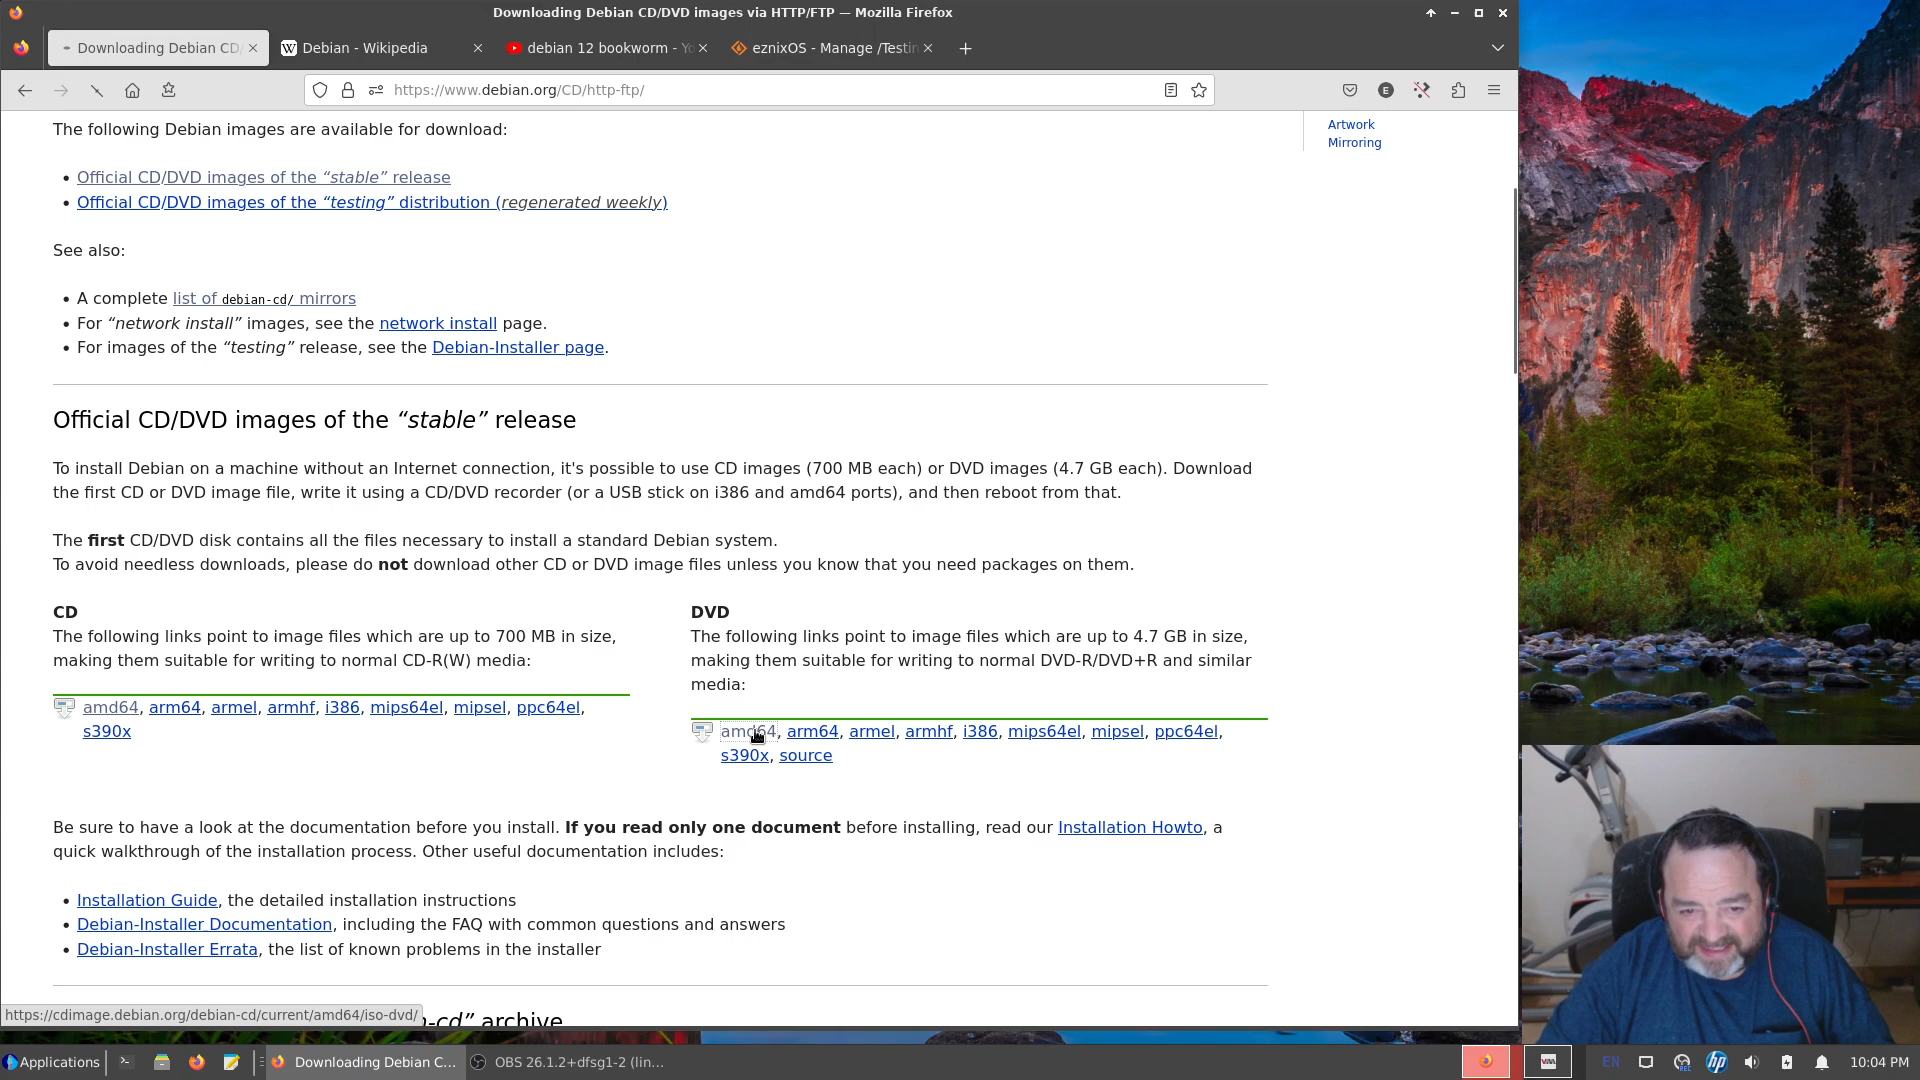 Downloading Debian CD/DVD images via HTTP/FTP — Mozilla Firefox
Downloading Debian CD/
Debian - Wikipedia
debian 12 bookworm - Yo
eznixOS - Manage /Testin
https://www.debian.org/CD/http-ftp/
E
The following Debian images are available for download:
Artwork
Mirroring
Official CD/DVD images of the “stable” release
Official CD/DVD images of the “testing” distribution (regenerated weekly)
See also:
A complete list of debian-cd/ mirrors
For “network install” images, see the network install page.
For images of the “testing” release, see the Debian-Installer page.
Official CD/DVD images of the “stable” release
To install Debian on a machine without an Internet connection, it's possible to use CD images (700 MB each) or DVD images (4.7 GB each). Download
the first CD or DVD image file, write it using a CD/DVD recorder (or a USB stick on i386 and amd64 ports), and then reboot from that.
The first CD/DVD disk contains all the files necessary to install a standard Debian system.
To avoid needless downloads, please do not download other CD or DVD image files unless you know that you need packages on them.
CD
The following links point to image files which are up to 700 MB in size,
making them suitable for writing to normal CD-R(W) media:
amd64, arm64, armel, armhf, i386, mips64el, mipsel, ppc64el,
s390x
DVD
The following links point to image files which are up to 4.7 GB in size,
making them suitable for writing to normal DVD-R/DVD+R and similar
media:
amd64, arm64, armel, armhf, i386, mips64el, mipsel, ppc64el,
s390x, source
Be sure to have a look at the documentation before you install. If you read only one document before installing, read our Installation Howto, a
quick walkthrough of the installation process. Other useful documentation includes:
Installation Guide, the detailed installation instructions
Debian-Installer Documentation, including the FAQ with common questions and answers
Debian-Installer Errata, the list of known problems in the installer
https://cdimage.debian.org/debian-cd/current/amd64/iso-dvd/
n-cd” archive
Applications
Downloading Debian C...
OBS 26.1.2+dfsg1-2 (lin...
EN
REC
hp
10:04 PM